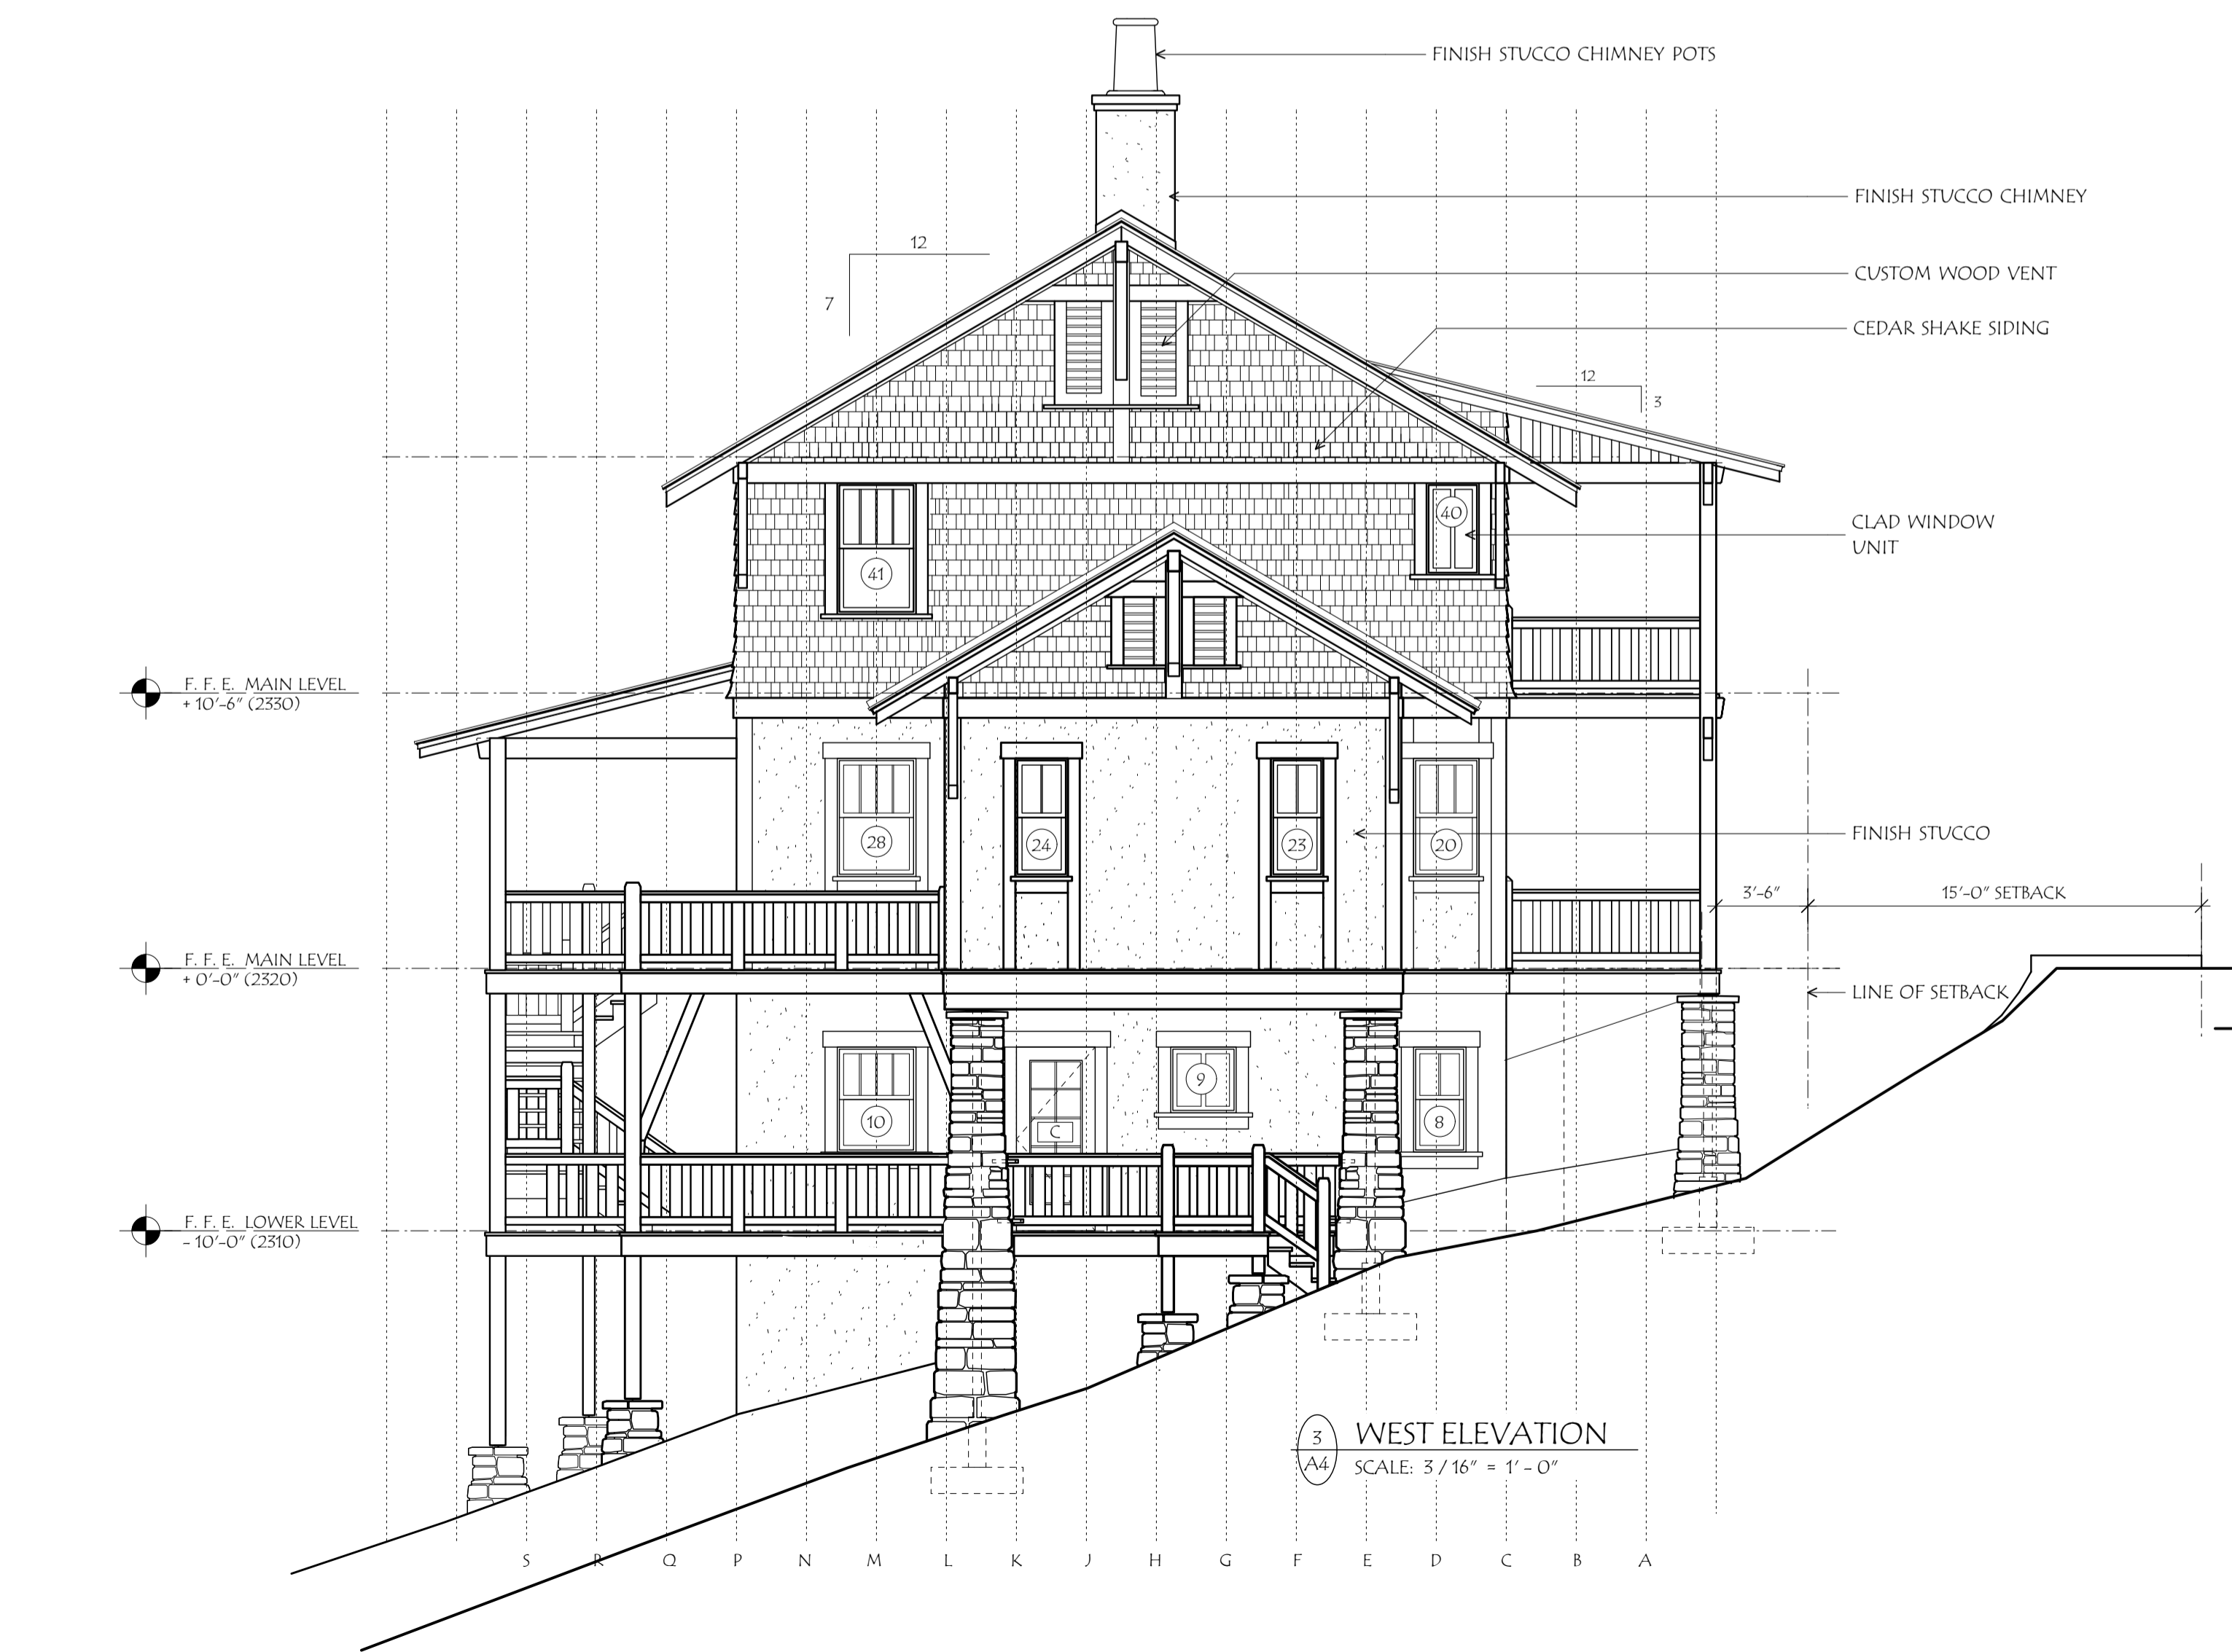 FINISH STUCCO CHIMNEY POTS
FINISH STUCCO CHIMNEY
12
7
CUSTOM WOOD VENT
CEDAR SHAKE SIDING
12
3
40
CLAD WINDOW
UNIT
41
F. F. E. MAIN LEVEL
+ 10'-6" (2330)
28
24
23
20
FINISH STUCCO
3'-6"
15'-0" SETBACK
F. F. E. MAIN LEVEL
+ 0'-0" (2320)
LINE OF SETBACK
9
10
C
8
F. F. E. LOWER LEVEL
- 10'-0" (2310)
3
A4
WEST ELEVATION
SCALE: 3 / 16" = 1' - 0"
S R Q P N M L K J H G F E D C B A